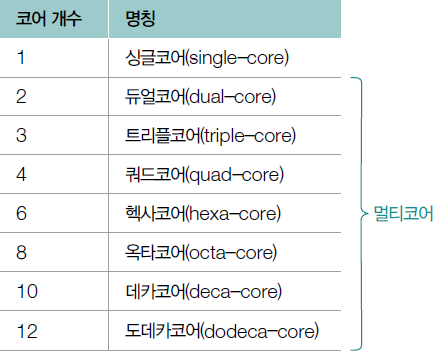 코어 개수 명칭
1 싱글코어(single-core)
2 듀얼코어(dual-core)
3 트리플코어(triple-core)
4 쿼드코어(quad-core)
6 헥사코어(hexa-core)
8 옥타코어(octa-core)
10 데카코어(deca-core)
12 도데카코어(dodeca-core)
멀티코어